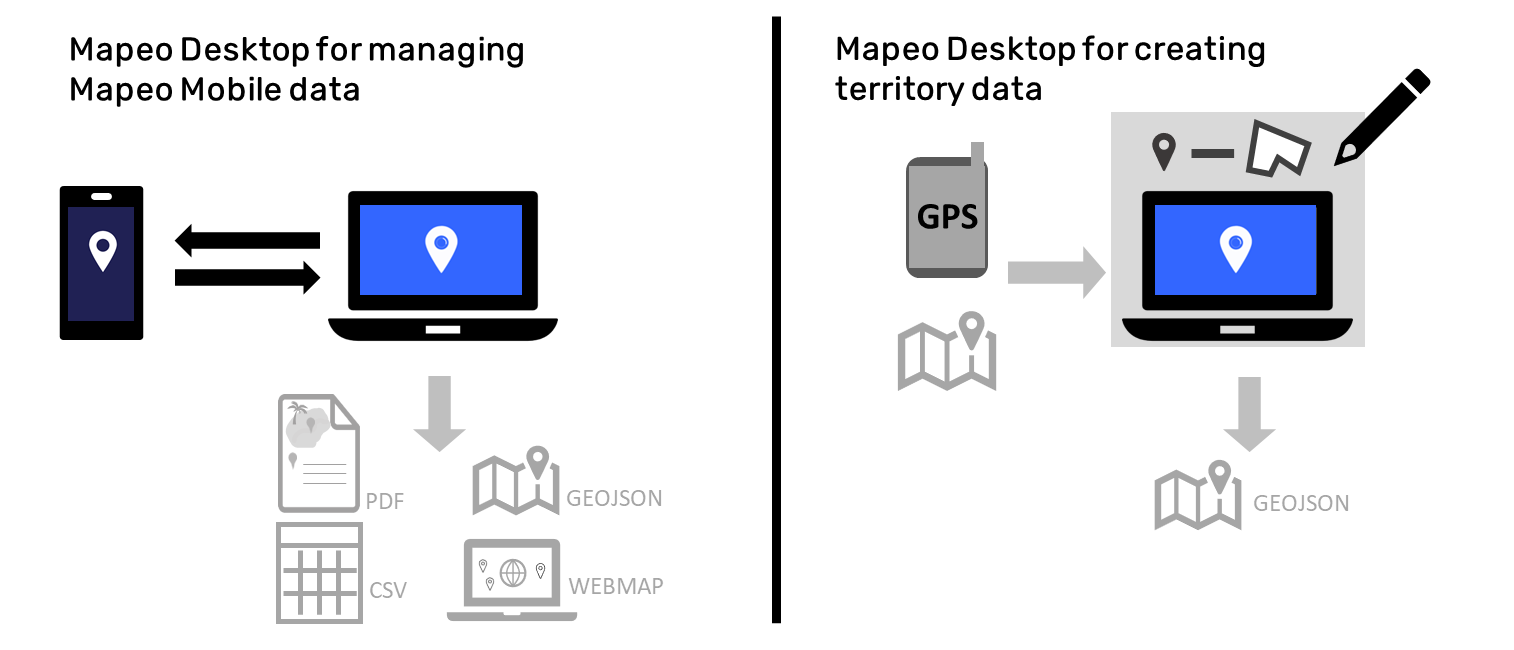 Mapeo Desktop for managing
Mapeo Mobile data
PDF
GEOJSON
CSV
WEBMAP
Mapeo Desktop for creating
territory data
GPS
GEOJSON